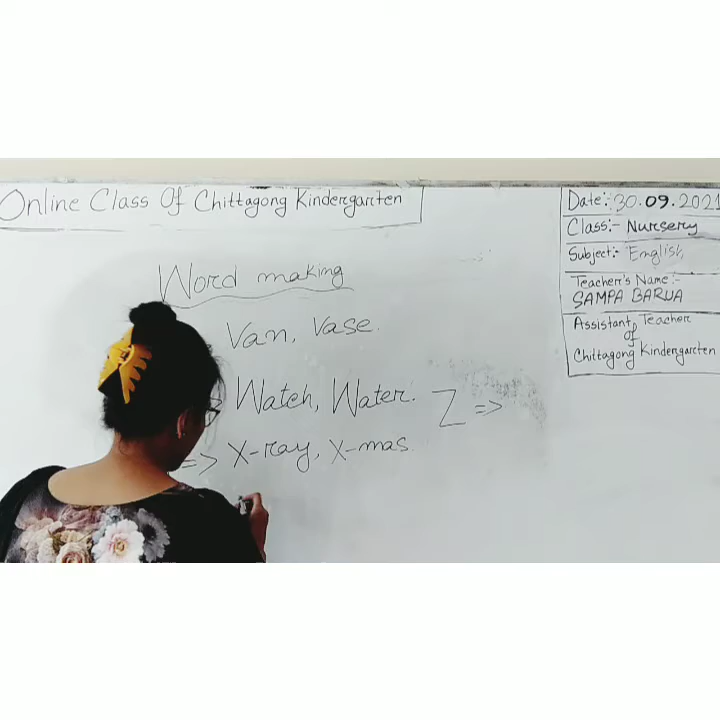 Online Class Of Chittagong Kindergarten
Date:- 30.09.2021
Class:- Nursery
Subject:- English
Teacher's Name:-
SAMPA BARUA
Assistant Teacher
of
Chittagong Kindergarten
Word making
Van, Vase.
Watch, Water.
Z =>
=> X-ray, X-mas.